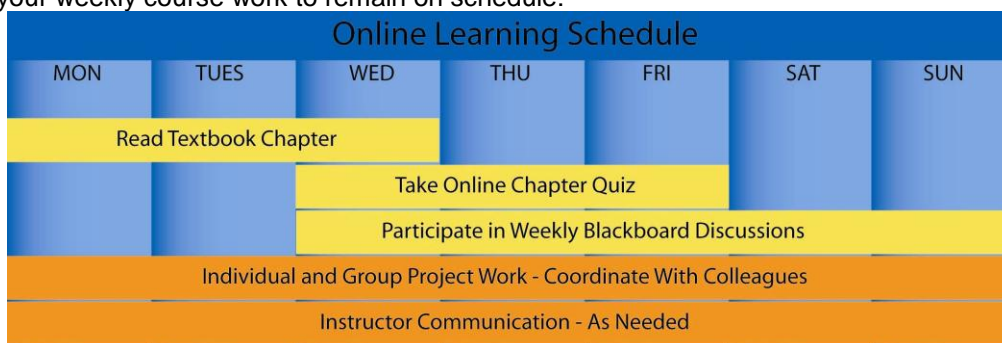 your weekly course work to remain on schedule.
Online Learning Schedule
MON TUES WED THU FRI SAT SUN
Read Textbook Chapter
Take Online Chapter Quiz
Participate in Weekly Blackboard Discussions
Individual and Group Project Work - Coordinate With Colleagues
Instructor Communication - As Needed